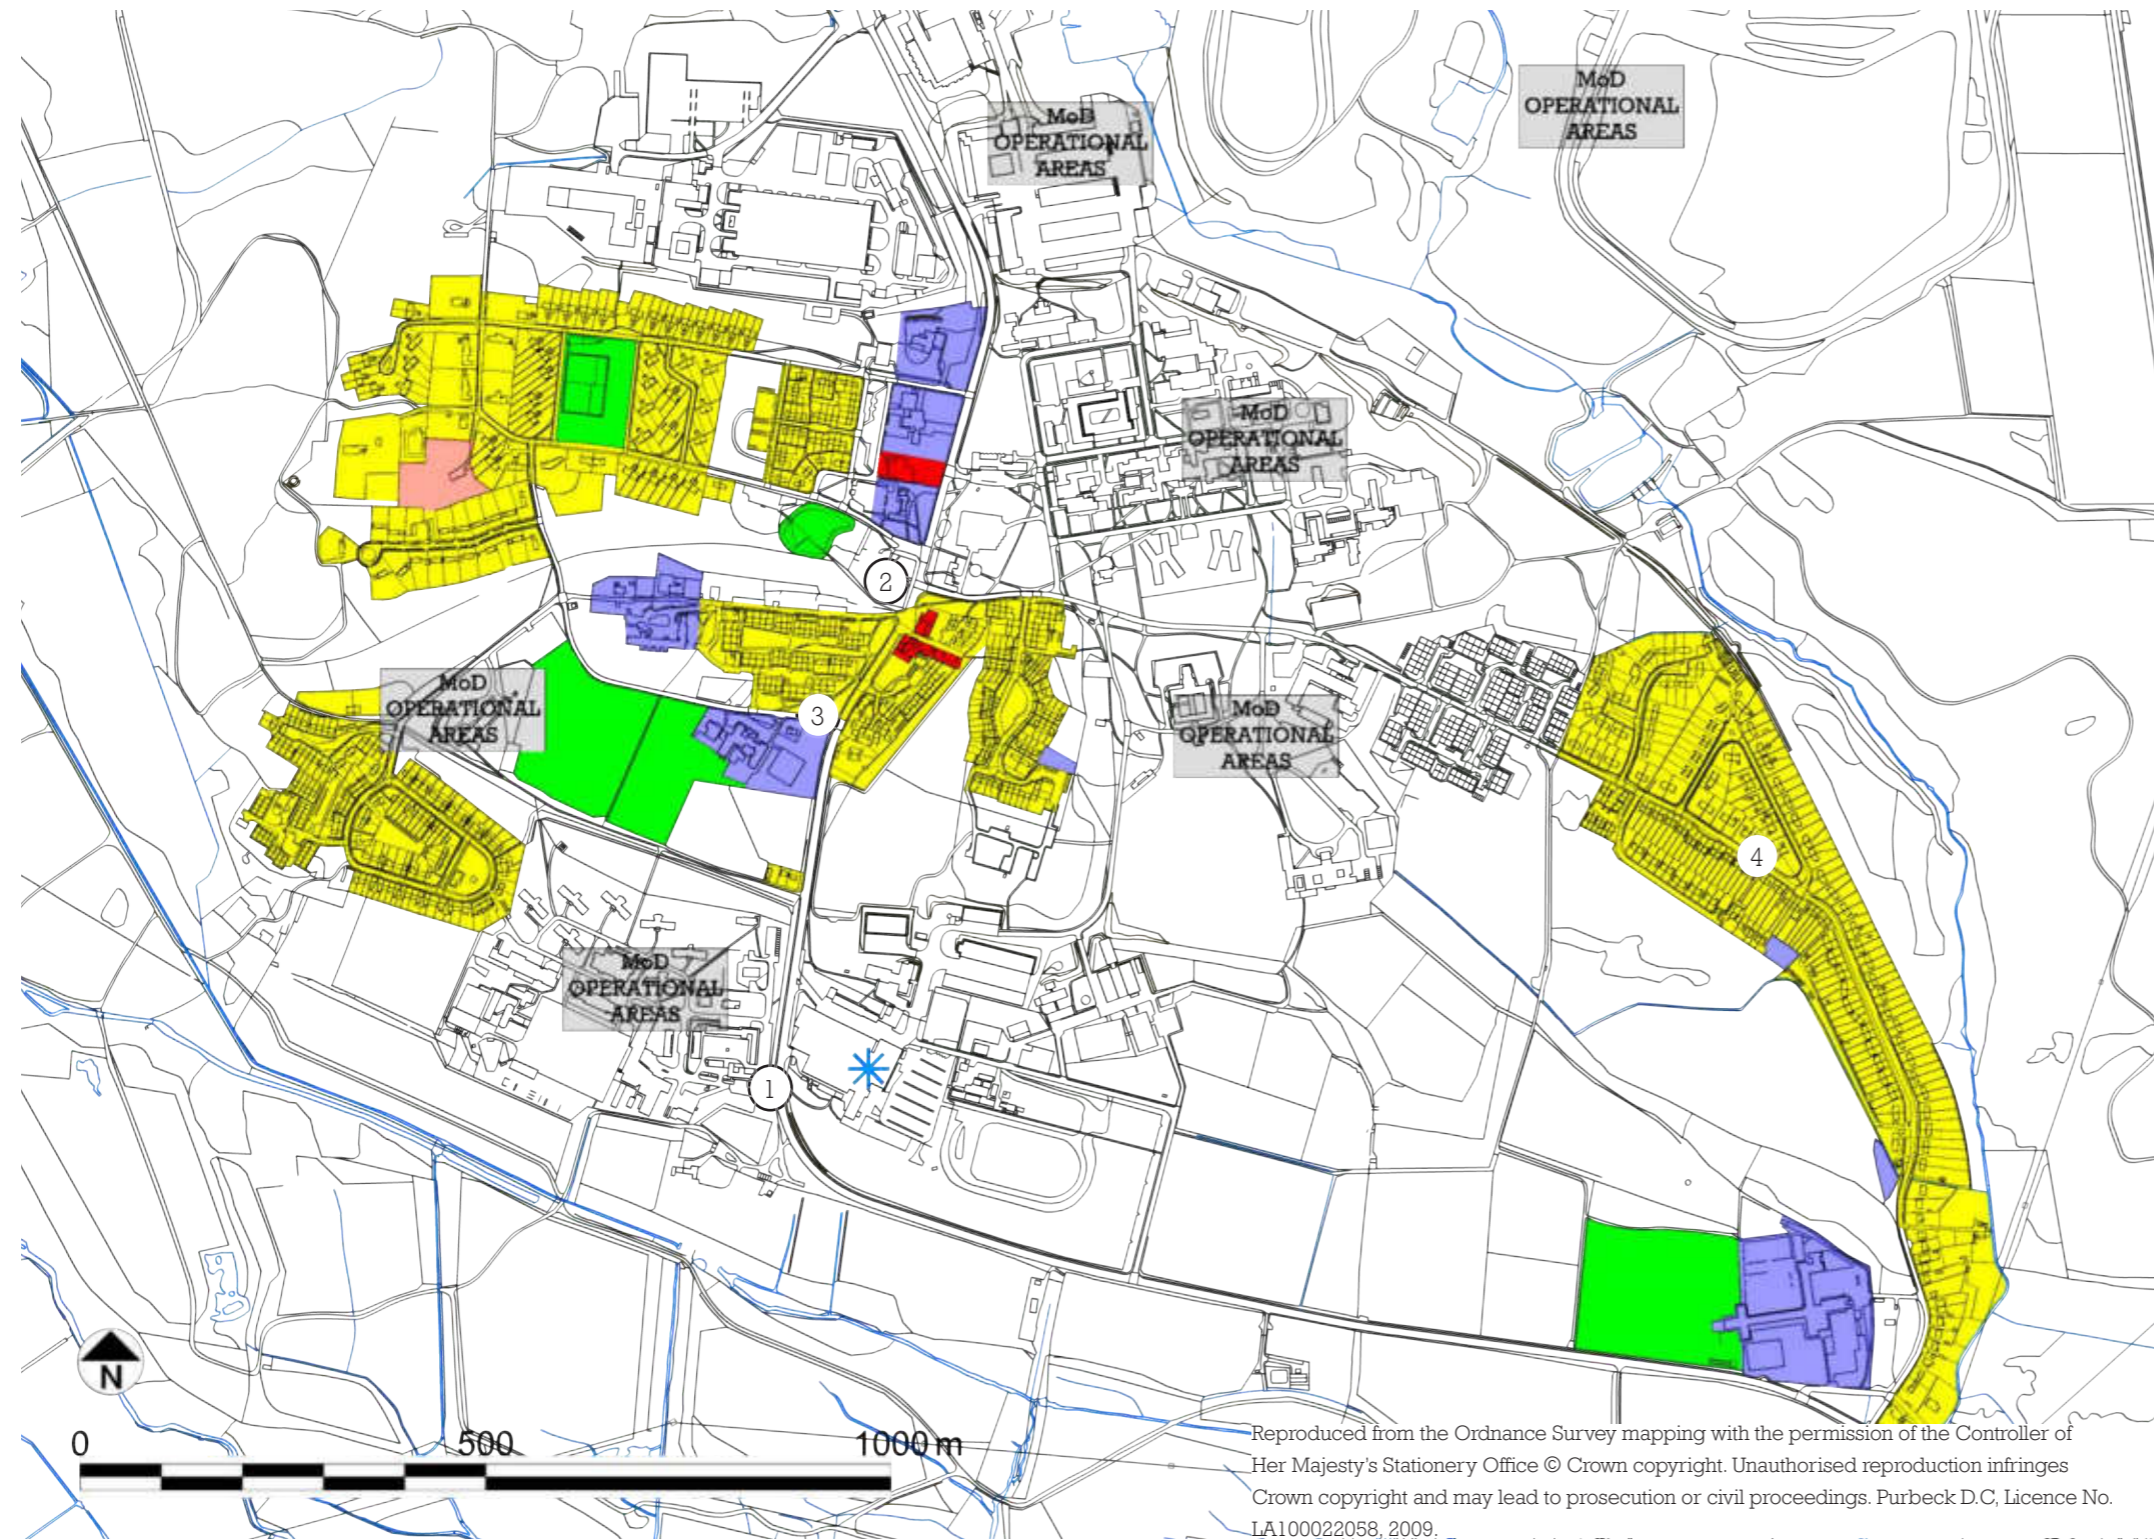 MoD
OPERATIONAL
AREAS
MoD
OPERATIONAL
AREAS
MoD
OPERATIONAL
AREAS
2
MoD
OPERATIONAL
AREAS
3
MoD
OPERATIONAL
AREAS
4
MoD
OPERATIONAL
AREAS
1
N
0 500 1000 m
Reproduced from the Ordnance Survey mapping with the permission of the Controller of
Her Majesty's Stationery Office © Crown copyright. Unauthorised reproduction infringes
Crown copyright and may lead to prosecution or civil proceedings. Purbeck D.C, Licence No.
LA100022058, 2009.